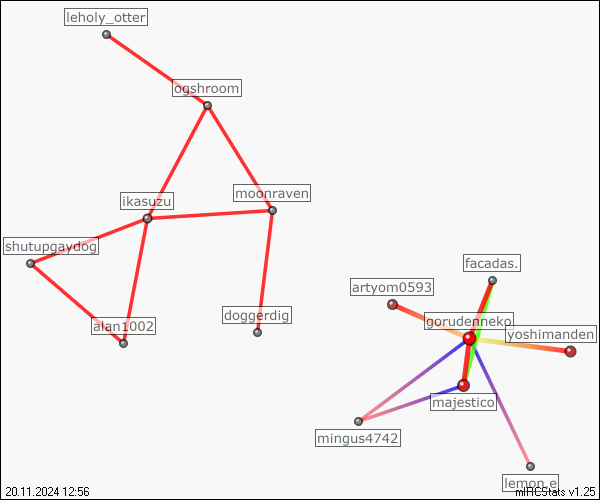 leholy_otter
ogshroom
ikasuzu
moonraven
shutupgaydog
facadas.
artyom0593
doggerdig
gorudenneko
alan1002
yoshimanden
majestico
mingus4742
lemon.e
20.11.2024 12:56
mIRCStats v1.25